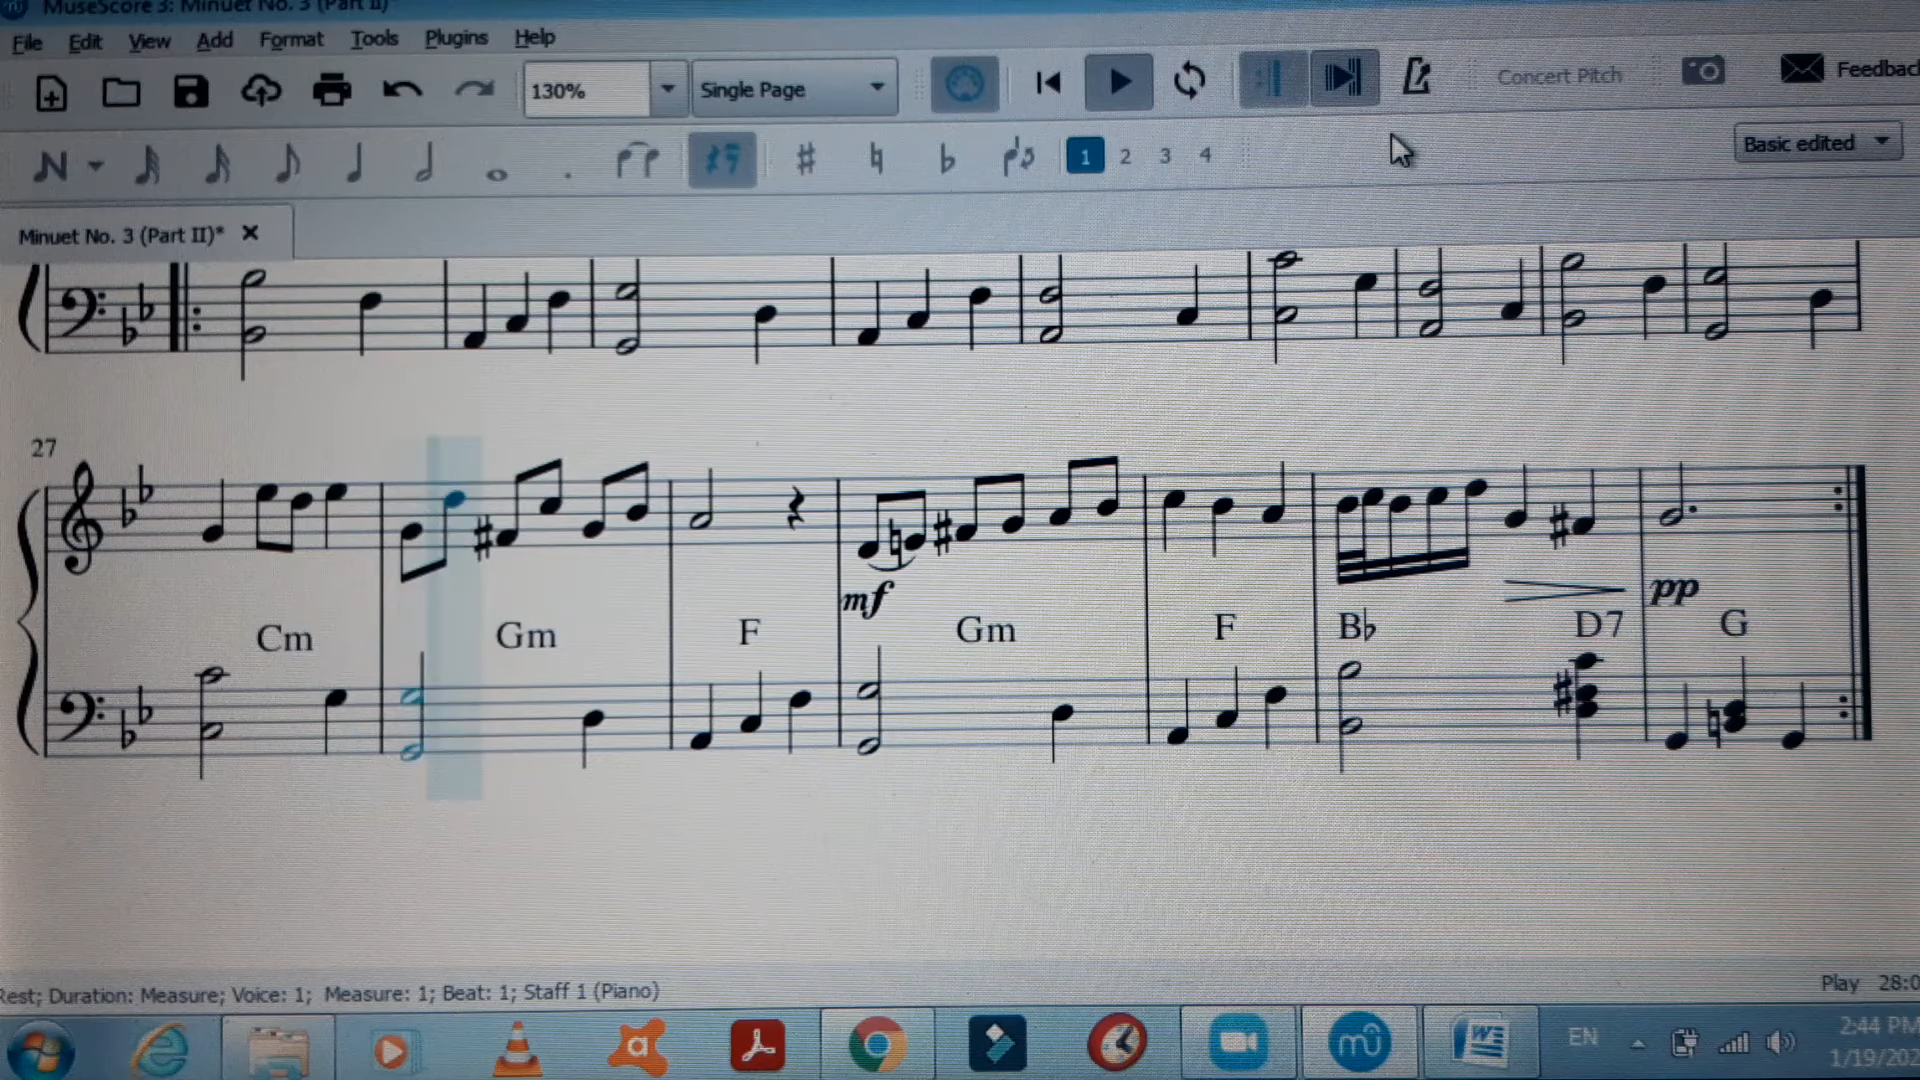 MuseScore 3: Minuet No. 3 (Part II)*
File Edit View Add Format Tools Plugins Help
130% Single Page Concert Pitch Feedbac
1 2 3 4 Basic edited
Minuet No. 3 (Part II)*
27
mf pp
Cm Gm F Gm F B♭ D7 G
Rest; Duration: Measure; Voice: 1; Measure: 1; Beat: 1; Staff 1 (Piano)
Play 28:0
EN 2:44 PM
1/19/202